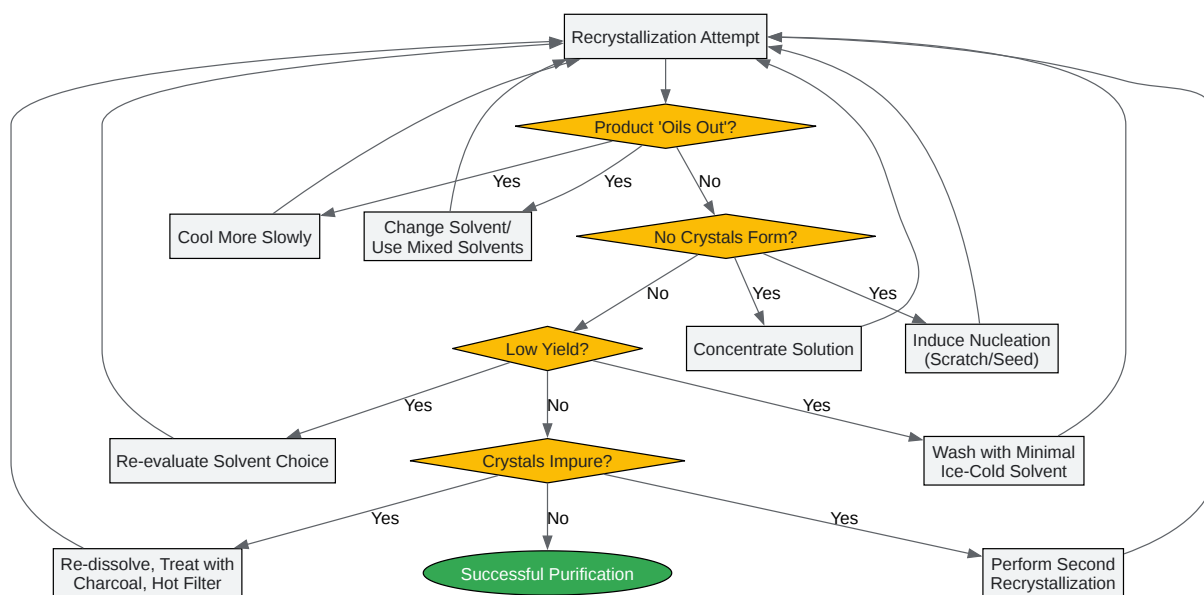 Recrystallization Attempt
Product 'Oils Out'?
Yes
Yes
No
Cool More Slowly
Change Solvent/
Use Mixed Solvents
No Crystals Form?
No
Yes
Yes
Low Yield?
Concentrate Solution
Induce Nucleation
(Scratch/Seed)
Yes
No
Yes
Re-evaluate Solvent Choice
Crystals Impure?
Wash with Minimal
Ice-Cold Solvent
Yes
No
Yes
Re-dissolve, Treat with
Charcoal, Hot Filter
Successful Purification
Perform Second
Recrystallization